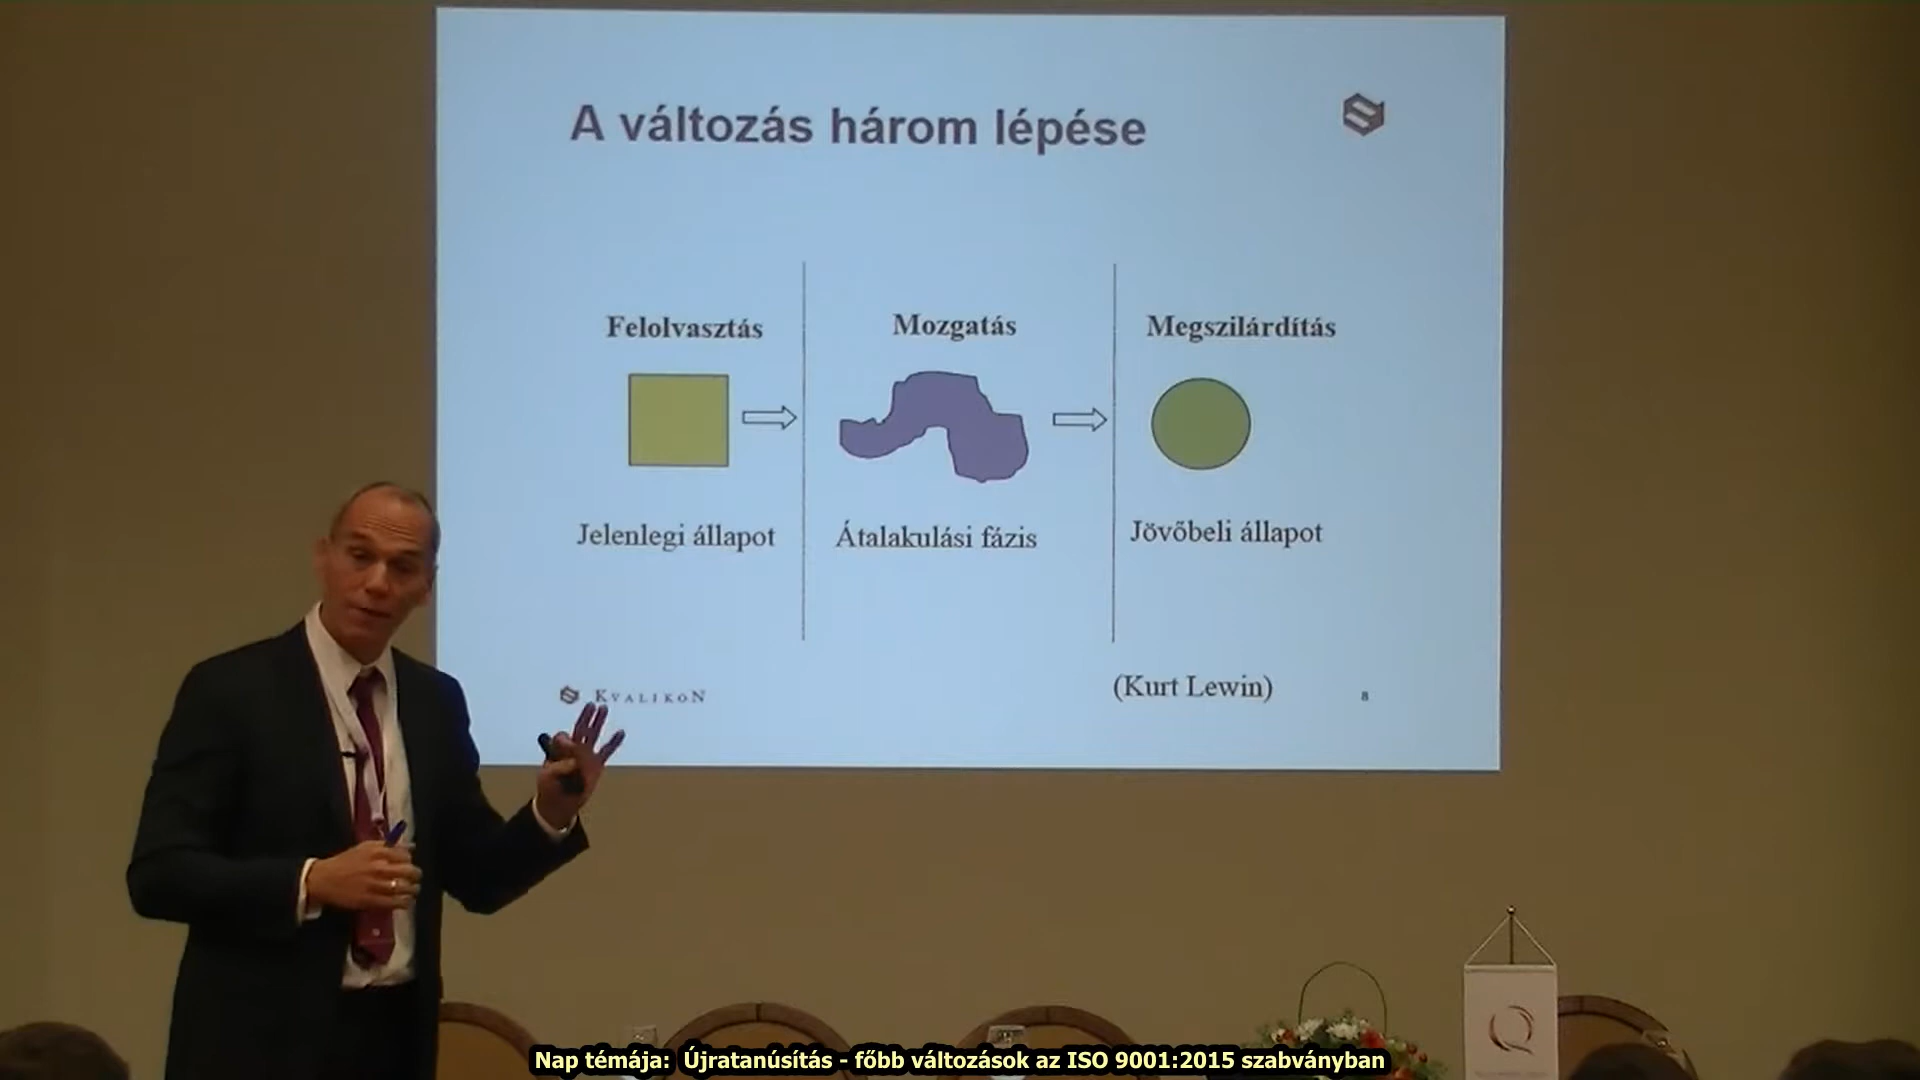 A változás három lépése
Felolvasztás
Mozgatás
Megszilárdítás
Jelenlegi állapot
Átalakulási fázis
Jövőbeli állapot
(Kurt Lewin)
KVALIKON
8
Nap témája: Újratanúsítás - főbb változások az ISO 9001:2015 szabványban